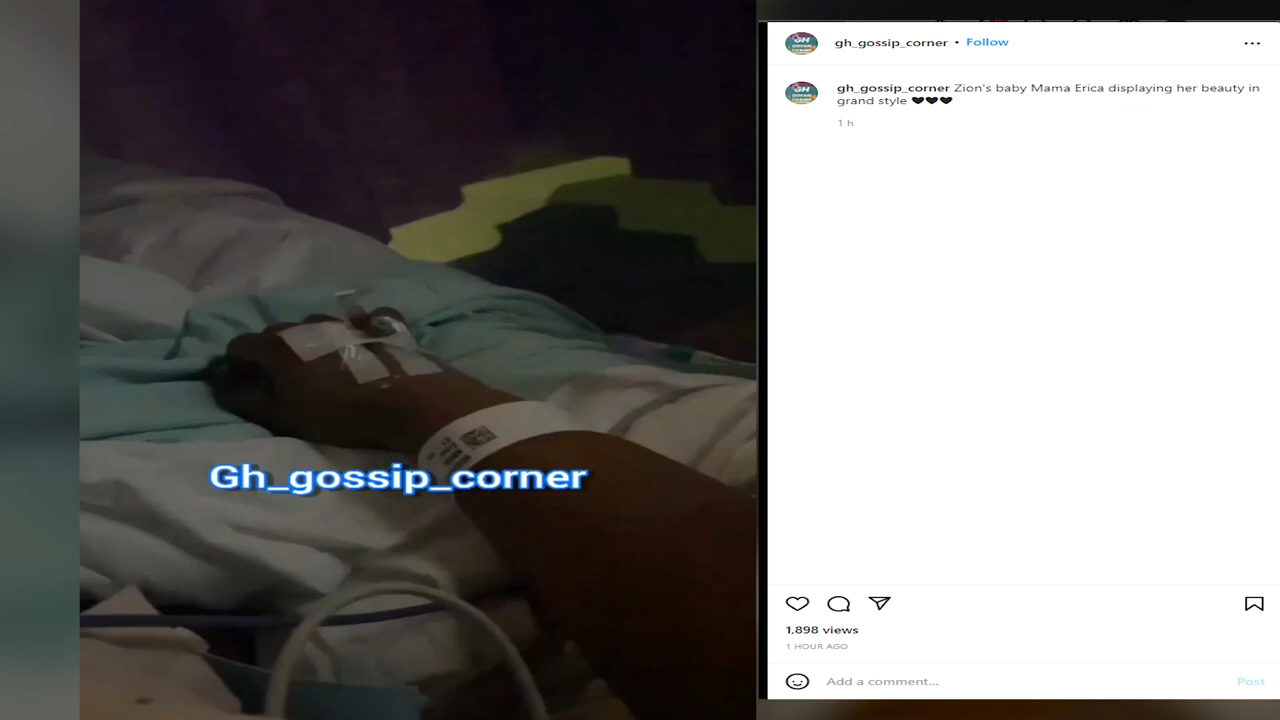 Gh_gossip_corner
gh_gossip_corner • Follow
gh_gossip_corner Zion's baby Mama Erica displaying her beauty in
grand style 🖤🖤🖤
1 h
1,898 views
1 HOUR AGO
Add a comment...
Post